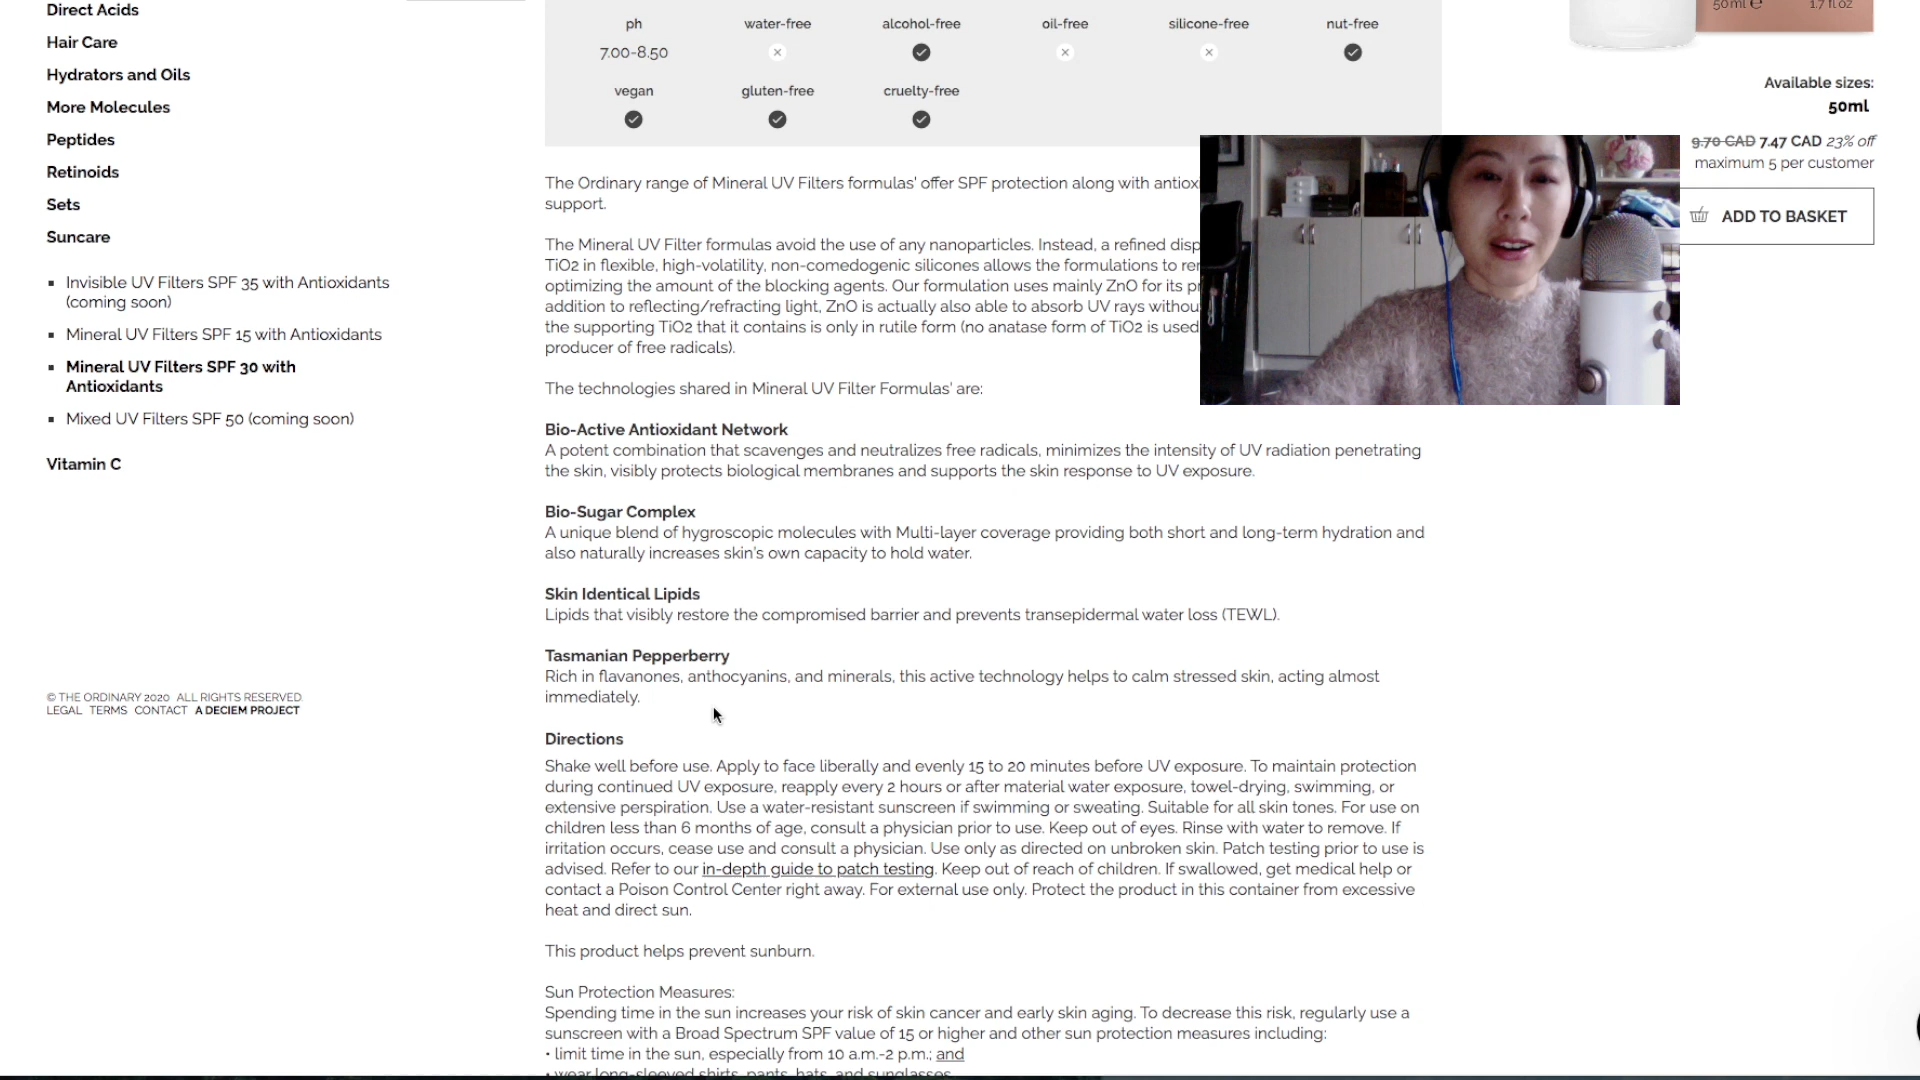 Direct Acids
Hair Care
Hydrators and Oils
More Molecules
Peptides
Retinoids
Sets
Suncare
Invisible UV Filters SPF 35 with Antioxidants
(coming soon)
Mineral UV Filters SPF 15 with Antioxidants
Mineral UV Filters SPF 30 with
Antioxidants
Mixed UV Filters SPF 50 (coming soon)
Vitamin C
© THE ORDINARY 2020 ALL RIGHTS RESERVED
LEGAL TERMS CONTACT A DECIEM PROJECT
ph water-free alcohol-free oil-free silicone-free nut-free
7.00-8.50
vegan gluten-free cruelty-free
The Ordinary range of Mineral UV Filters formulas' offer SPF protection along with
support.
The Mineral UV Filter formulas avoid the use of any nanoparticles. Instead, a refined
TiO2 in flexible, high-volatility, non-comedogenic silicones allows the formulations to
optimizing the amount of the blocking agents. Our formulation uses mainly ZnO for its
addition to reflecting/refracting light, ZnO is actually also able to absorb UV rays
the supporting TiO2 that it contains is only in rutile form (no anatase form of TiO2 is used
producer of free radicals).
The technologies shared in Mineral UV Filter Formulas' are:
Bio-Active Antioxidant Network
A potent combination that scavenges and neutralizes free radicals, minimizes the intensity of UV radiation penetrating
the skin, visibly protects biological membranes and supports the skin response to UV exposure.
Bio-Sugar Complex
A unique blend of hygroscopic molecules with Multi-layer coverage providing both short and long-term hydration and
also naturally increases skin's own capacity to hold water.
Skin Identical Lipids
Lipids that visibly restore the compromised barrier and prevents transepidermal water loss (TEWL).
Tasmanian Pepperberry
Rich in flavanones, anthocyanins, and minerals, this active technology helps to calm stressed skin, acting almost
immediately.
Directions
Shake well before use. Apply to face liberally and evenly 15 to 20 minutes before UV exposure. To maintain protection
during continued UV exposure, reapply every 2 hours or after material water exposure, towel-drying, swimming, or
extensive perspiration. Use a water-resistant sunscreen if swimming or sweating. Suitable for all skin tones. For use on
children less than 6 months of age, consult a physician prior to use. Keep out of eyes. Rinse with water to remove. If
irritation occurs, cease use and consult a physician. Use only as directed on unbroken skin. Patch testing prior to use is
advised. Refer to our in-depth guide to patch testing. Keep out of reach of children. If swallowed, get medical help or
contact a Poison Control Center right away. For external use only. Protect the product in this container from excessive
heat and direct sun.
This product helps prevent sunburn.
Sun Protection Measures:
Spending time in the sun increases your risk of skin cancer and early skin aging. To decrease this risk, regularly use a
sunscreen with a Broad Spectrum SPF value of 15 or higher and other sun protection measures including:
• limit time in the sun, especially from 10 a.m.-2 p.m.; and
• wear long-sleeved shirts, pants, hats, and sunglasses
50ml e 1.7 fl oz
Available sizes:
50ml
9.70 CAD 7.47 CAD 23% off
maximum 5 per customer
ADD TO BASKET